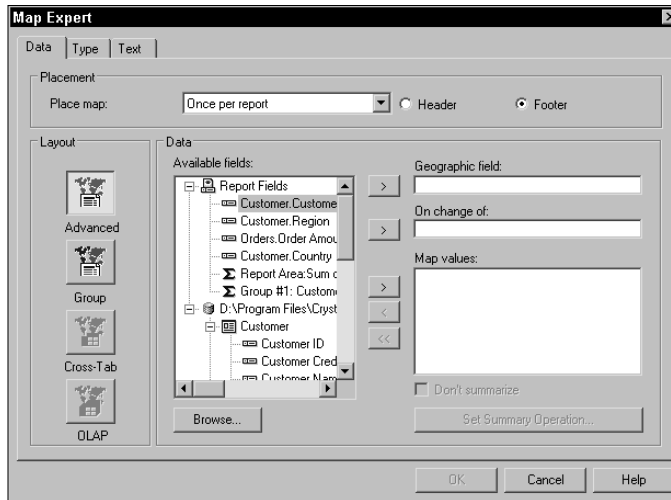 Map Expert
Data Type Text
Placement
Place map: Once per report Header Footer
Layout
Advanced
Group
Cross-Tab
OLAP
Data
Available fields:
Report Fields
Customer.Custome
Customer.Region
Orders.Order Amou
Customer.Country
Σ Report Area:Sum o
Σ Group #1: Custome
D:\Program Files\Cryst
Customer
Customer ID
Customer Cred
Customer Nam
Browse...
>
Geographic field:
>
On change of:
Map values:
>
<
<<
Don't summarize
Set Summary Operation...
OK Cancel Help